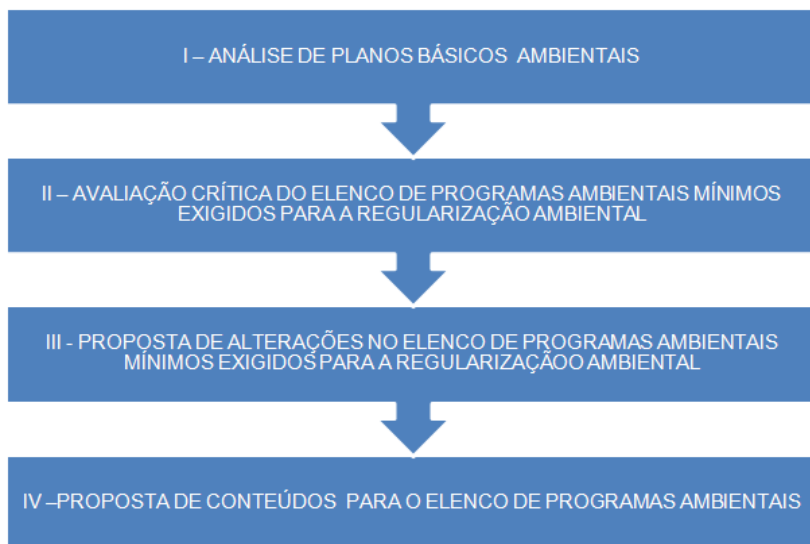 I – ANÁLISE DE PLANOS BÁSICOS AMBIENTAIS
II – AVALIAÇÃO CRÍTICA DO ELENCO DE PROGRAMAS AMBIENTAIS MÍNIMOS
EXIGIDOS PARA A REGULARIZAÇÃO AMBIENTAL
III - PROPOSTA DE ALTERAÇÕES NO ELENCO DE PROGRAMAS AMBIENTAIS
MÍNIMOS EXIGIDOS PARA A REGULARIZAÇÃOO AMBIENTAL
IV –PROPOSTA DE CONTEÚDOS PARA O ELENCO DE PROGRAMAS AMBIENTAIS